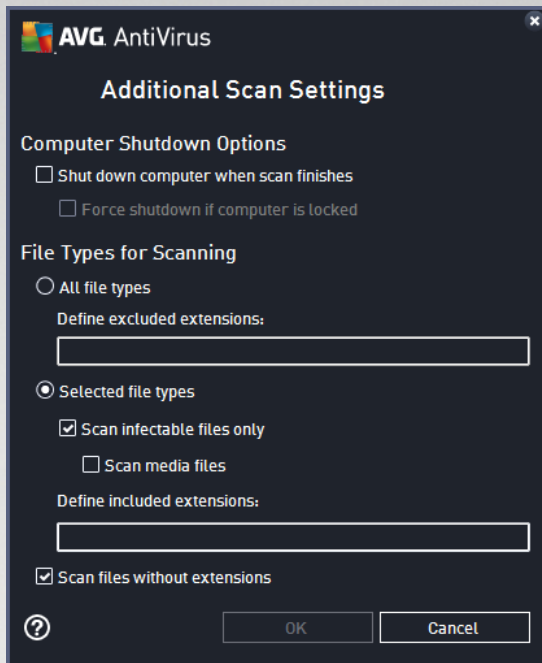 AVG. AntiVirus
Additional Scan Settings
Computer Shutdown Options
Shut down computer when scan finishes
Force shutdown if computer is locked
File Types for Scanning
All file types
Define excluded extensions:
Selected file types
Scan infectable files only
Scan media files
Define included extensions:
Scan files without extensions
? OK Cancel